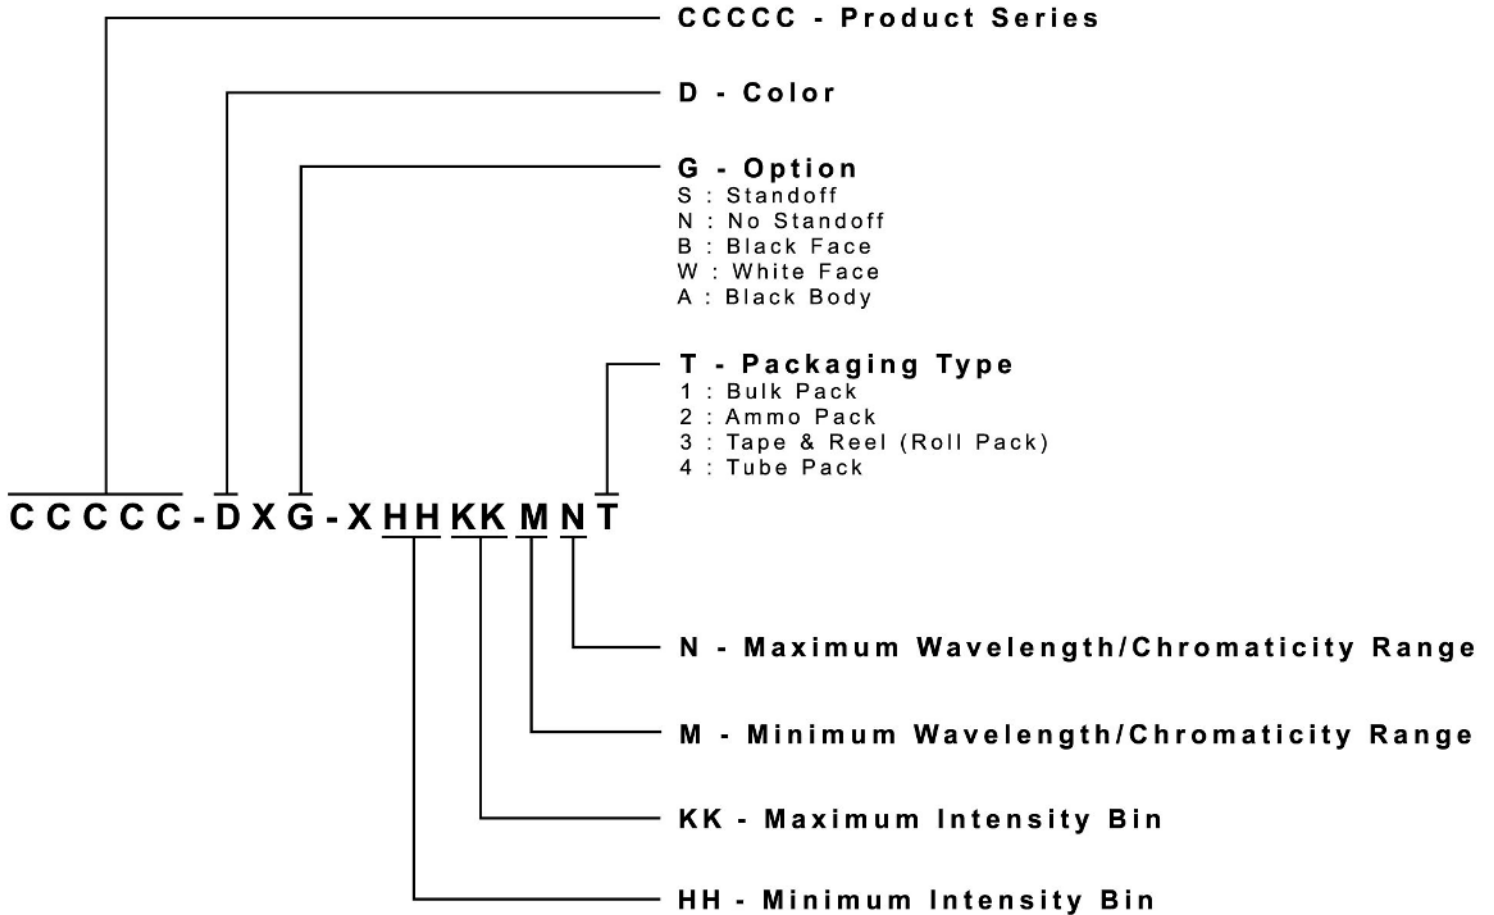 CCCCC - Product Series
D - Color
G - Option
S : Standoff
N : No Standoff
B : Black Face
W : White Face
A : Black Body
T - Packaging Type
1 : Bulk Pack
2 : Ammo Pack
3 : Tape & Reel (Roll Pack)
4 : Tube Pack
CCCCC-DXG-XHHKKMNT
N - Maximum Wavelength/Chromaticity Range
M - Minimum Wavelength/Chromaticity Range
KK - Maximum Intensity Bin
HH - Minimum Intensity Bin